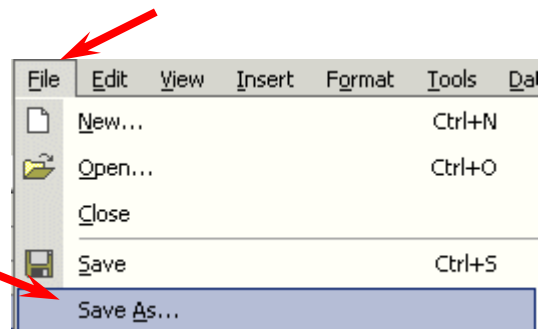 File Edit View Insert Format Tools
New... Ctrl+N
Open... Ctrl+O
Close
Save Ctrl+S
Save As...